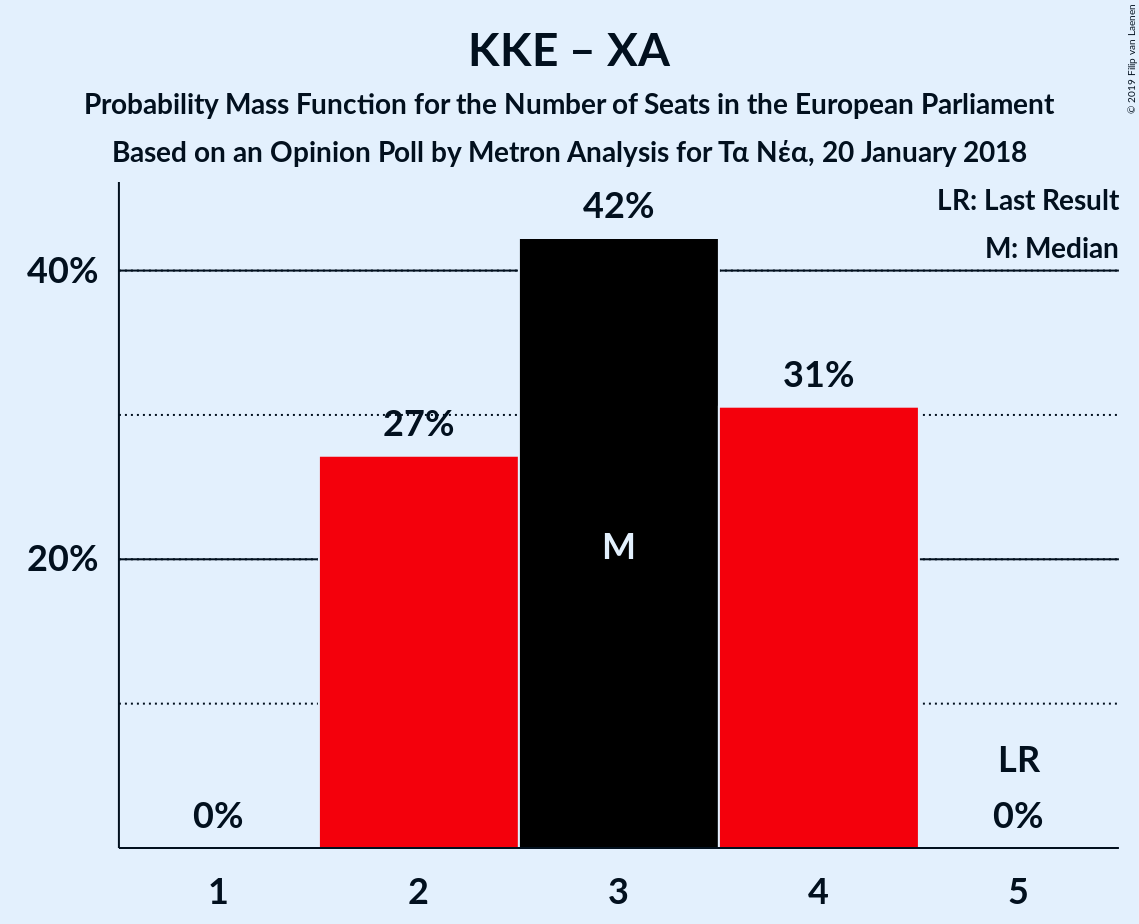 KKE – XA
Probability Mass Function for the Number of Seats in the European Parliament
Based on an Opinion Poll by Metron Analysis for Τα Νέα, 20 January 2018
© 2019 Filip van Laenen
LR: Last Result
M: Median
42%
40%
31%
27%
M
20%
LR
0%
0%
1
2
3
4
5